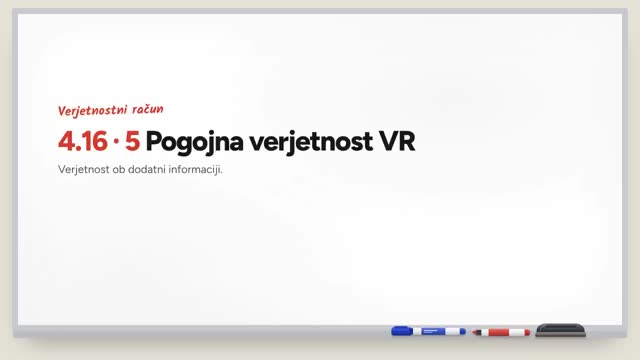 Verjetnostni račun
4.16 · 5 Pogojna verjetnost VR
Verjetnost ob dodatni informaciji.